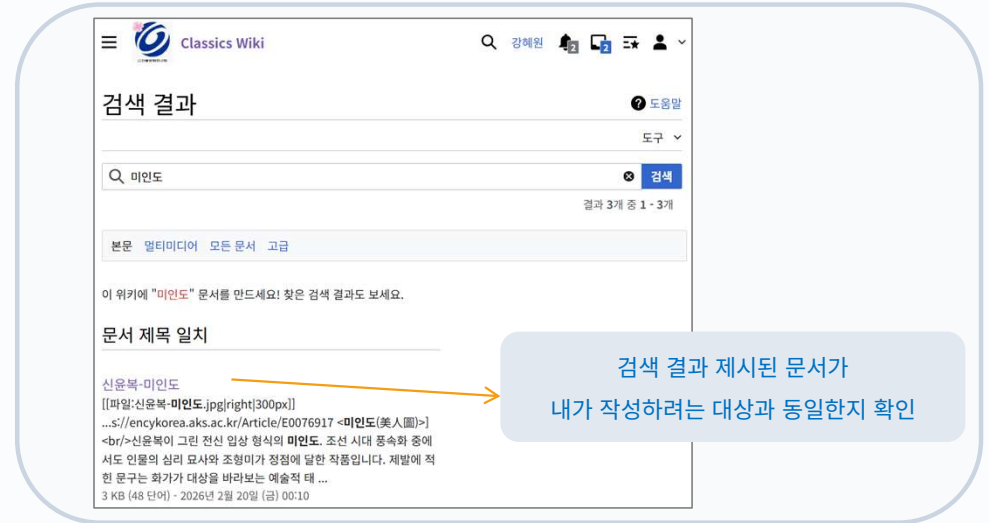 Classics Wiki
강혜원
2
2
검색 결과
도움말
도구
미인도
검색
결과 3개 중 1 - 3개
본문 멀티미디어 모든 문서 고급
이 위키에 "미인도" 문서를 만드세요! 찾은 검색 결과도 보세요.
문서 제목 일치
신윤복-미인도
[[파일:신윤복-미인도.jpg|right|300px]]
...s://encykorea.aks.ac.kr/Article/E0076917 <미인도(美人圖)>]
<br/>신윤복이 그린 전신 입상 형식의 미인도. 조선 시대 풍속화 중에
서도 인물의 심리 묘사와 조형미가 정점에 달한 작품입니다. 제발에 적
힌 문구는 화가가 대상을 바라보는 예술적 태 ...
3 KB (48 단어) - 2026년 2월 20일 (금) 00:10
검색 결과 제시된 문서가
내가 작성하려는 대상과 동일한지 확인